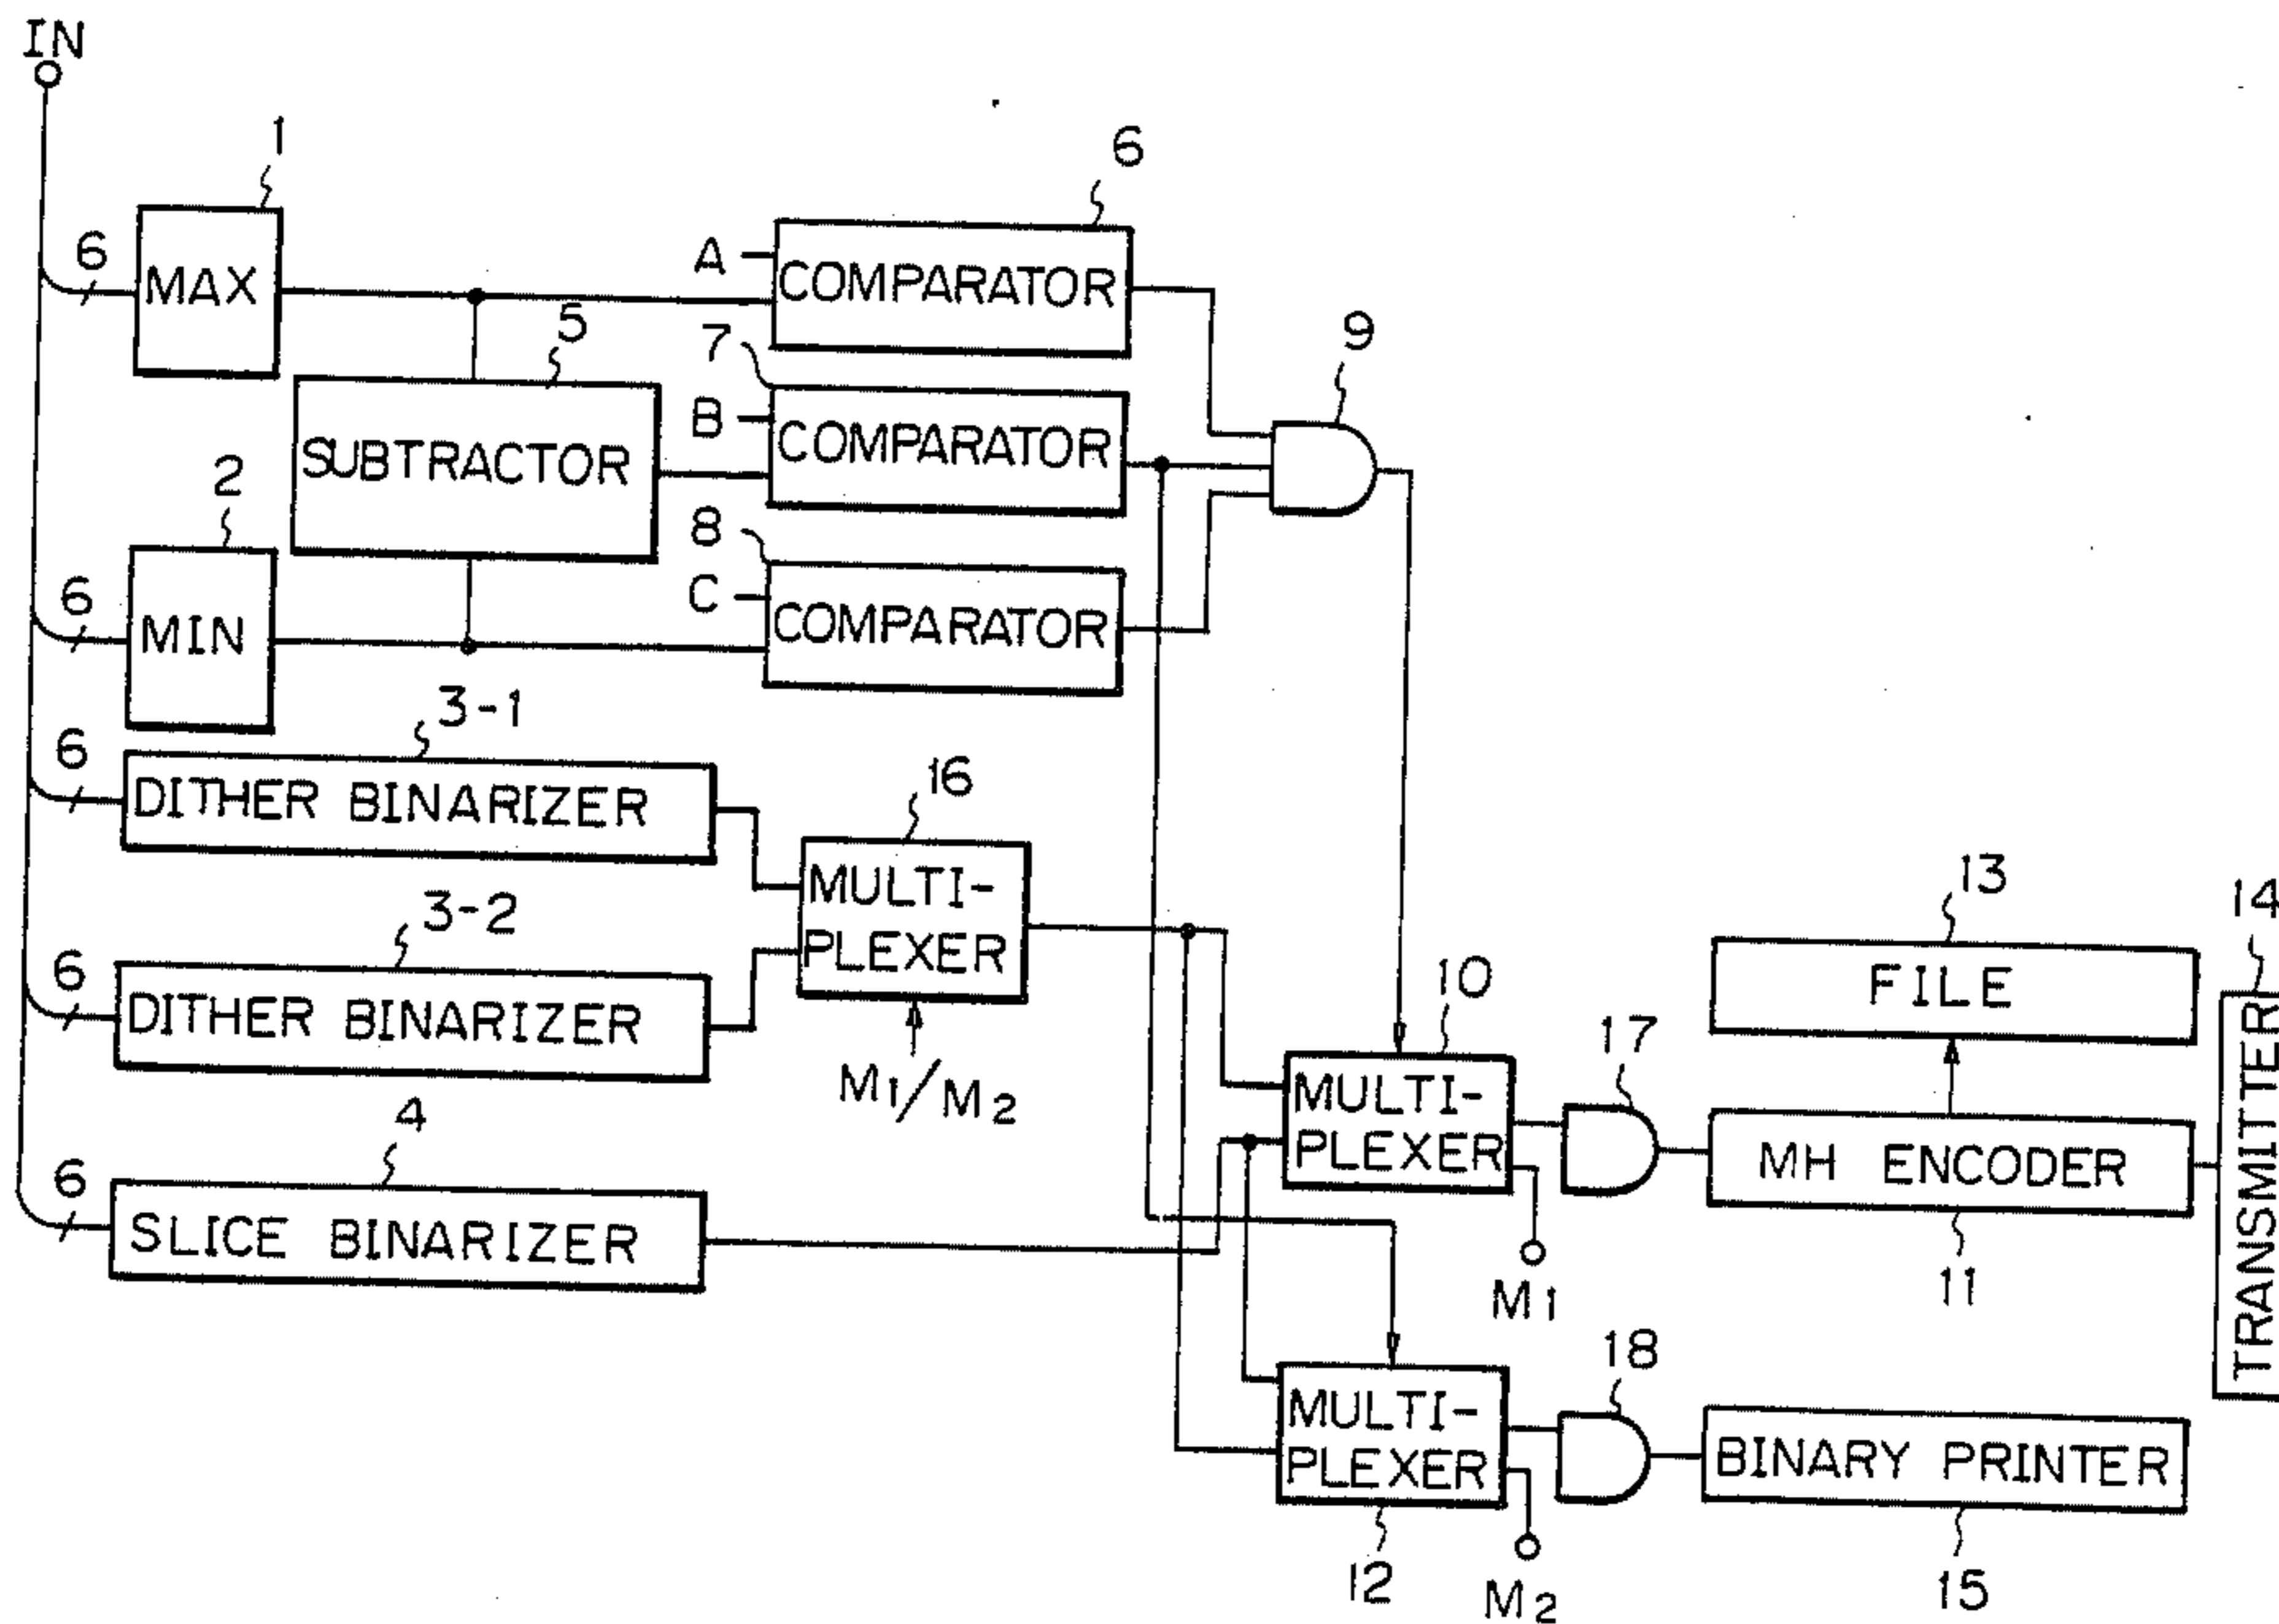 IN
1
6
MAX
A
COMPARATOR
6
5
SUBTRACTOR
7
B
COMPARATOR
9
2
6
MIN
8
C
COMPARATOR
3-1
6
DITHER BINARIZER
16
MULTI-
PLEXER
M1/M2
3-2
6
DITHER BINARIZER
4
6
SLICE BINARIZER
10
MULTI-
PLEXER
M1
17
13
FILE
14
TRANSMITTER
MH ENCODER
11
MULTI-
PLEXER
12
M2
18
BINARY PRINTER
15